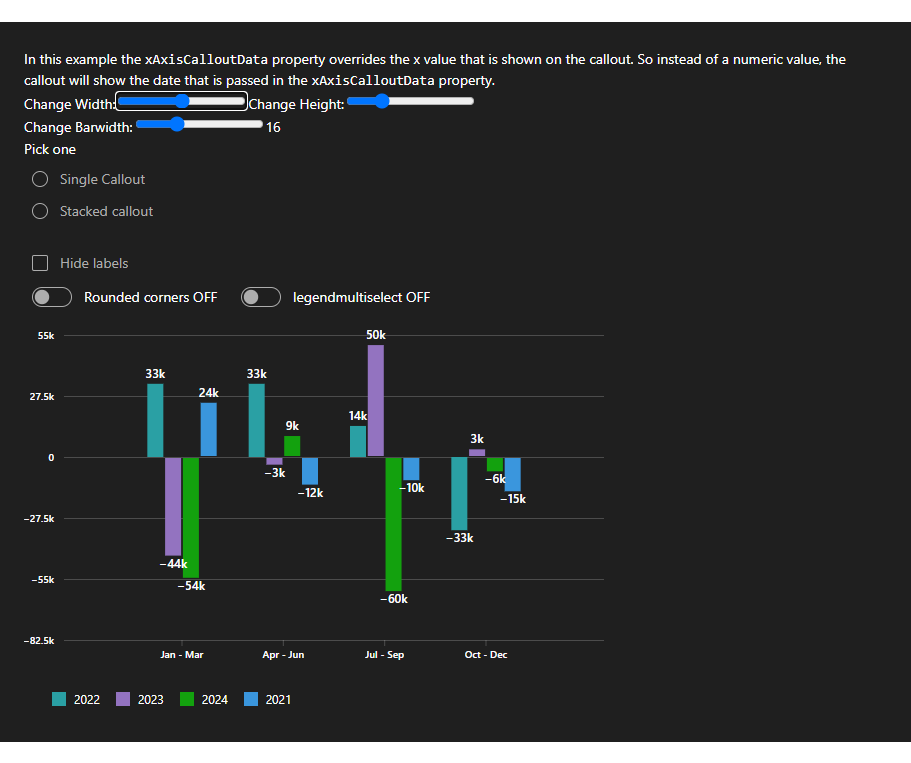 In this example the xAxisCalloutData property overrides the x value that is shown on the callout. So instead of a numeric value, the
callout will show the date that is passed in the xAxisCalloutData property.
Change Width: Change Height:
Change Barwidth: 16
Pick one
Single Callout
Stacked callout
Hide labels
Rounded corners OFF legendmultiselect OFF
55k
50k
33k
33k
24k
27.5k
14k
9k
3k
0
−3k
−6k
−10k
−12k
−15k
−27.5k
−33k
−44k
−55k
−54k
−60k
−82.5k
Jan - Mar Apr - Jun Jul - Sep Oct - Dec
2022 2023 2024 2021